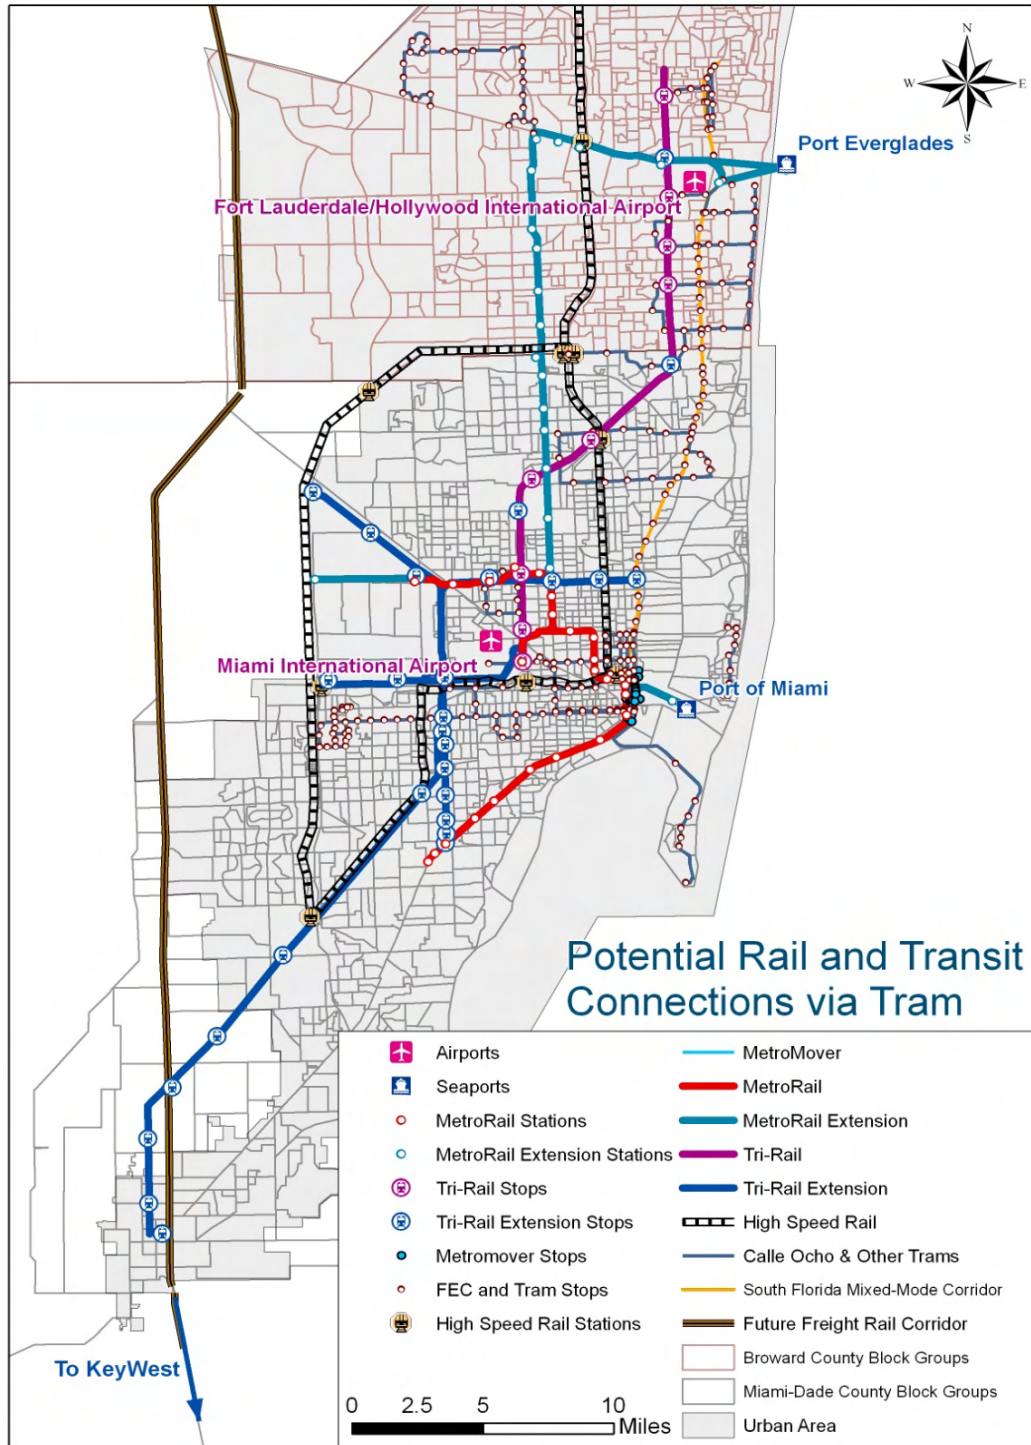 N
W E
S
Port Everglades
Fort Lauderdale/Hollywood International Airport
Miami International Airport
Port of Miami
Potential Rail and Transit
Connections via Tram
Airports
Seaports
MetroRail Stations
MetroRail Extension Stations
Tri-Rail Stops
Tri-Rail Extension Stops
Metromover Stops
FEC and Tram Stops
High Speed Rail Stations
MetroMover
MetroRail
MetroRail Extension
Tri-Rail
Tri-Rail Extension
High Speed Rail
Calle Ocho & Other Trams
South Florida Mixed-Mode Corridor
Future Freight Rail Corridor
Broward County Block Groups
Miami-Dade County Block Groups
Urban Area
To KeyWest
0 2.5 5 10
Miles